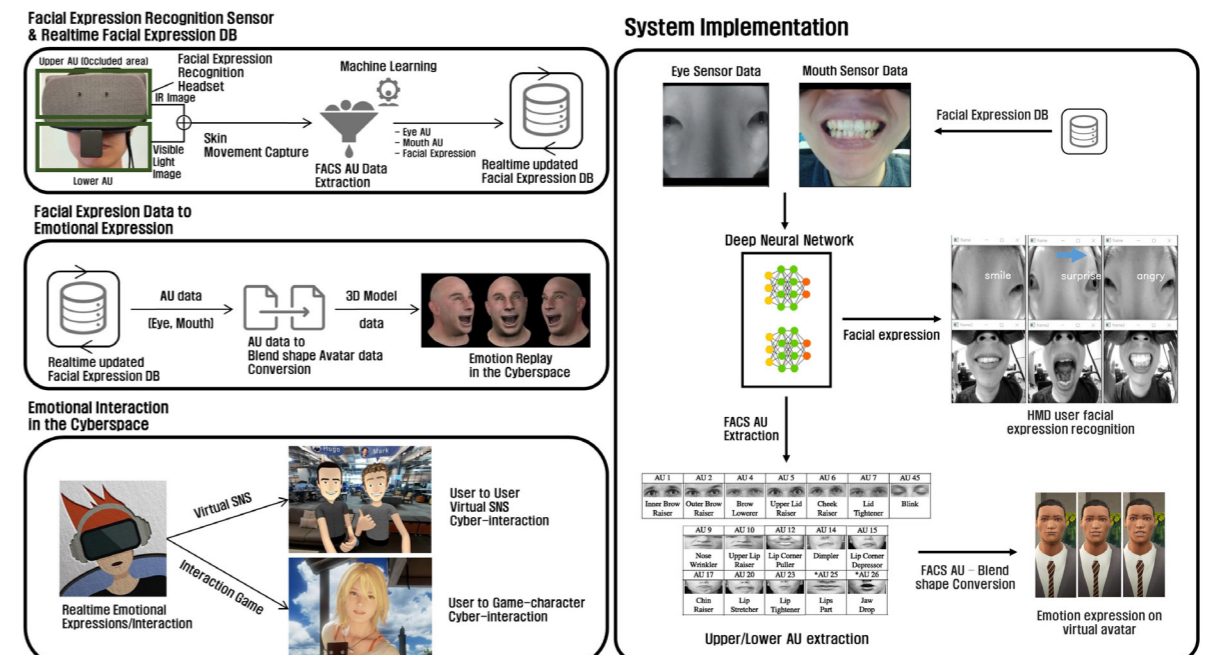 Facial Expression Recognition Sensor
& Realtime Facial Expression DB
Upper AU (Occluded area)
Facial Expression
Recognition
Headset
IR Image
Visible
Light
Image
Lower AU
Skin
Movement Capture
Machine Learning
FACS AU Data
Extraction
- Eye AU
- Mouth AU
- Facial Expression
Realtime updated
Facial Expression DB
Facial Expresion Data to
Emotional Expression
Realtime updated
Facial Expression DB
AU data
(Eye, Mouth)
AU data to
Blend shape Avatar data
Conversion
3D Model
data
Emotion Replay
in the Cyberspace
Emotional Interaction
in the Cyberspace
Realtime Emotional
Expressions/Interaction
Virtual SNS
Interaction Game
Hugo
Mark
User to User
Virtual SNS
Cyber-interaction
User to Game-character
Cyber-interaction
System Implementation
Eye Sensor Data
Mouth Sensor Data
Facial Expression DB
Deep Neural Network
Facial expression
smile
surprise
angry
HMD user facial
expression recognition
FACS AU
Extraction
AU 1 AU 2 AU 4 AU 5 AU 6 AU 7 AU 45
Inner Brow Outer Brow Brow Upper Lid Cheek Lid Blink
Raiser Raiser Lowerer Raiser Raiser Tightener
AU 9 AU 10 AU 12 AU 14 AU 15
Nose Upper Lip Lip Corner Dimpler Lip Corner
Wrinkler Raiser Puller Depressor
AU 17 AU 20 AU 23 *AU 25 *AU 26
Chin Lip Lip Lips Jaw
Raiser Stretcher Tightener Part Drop
Upper/Lower AU extraction
FACS AU - Blend
shape Conversion
Emotion expression on
virtual avatar